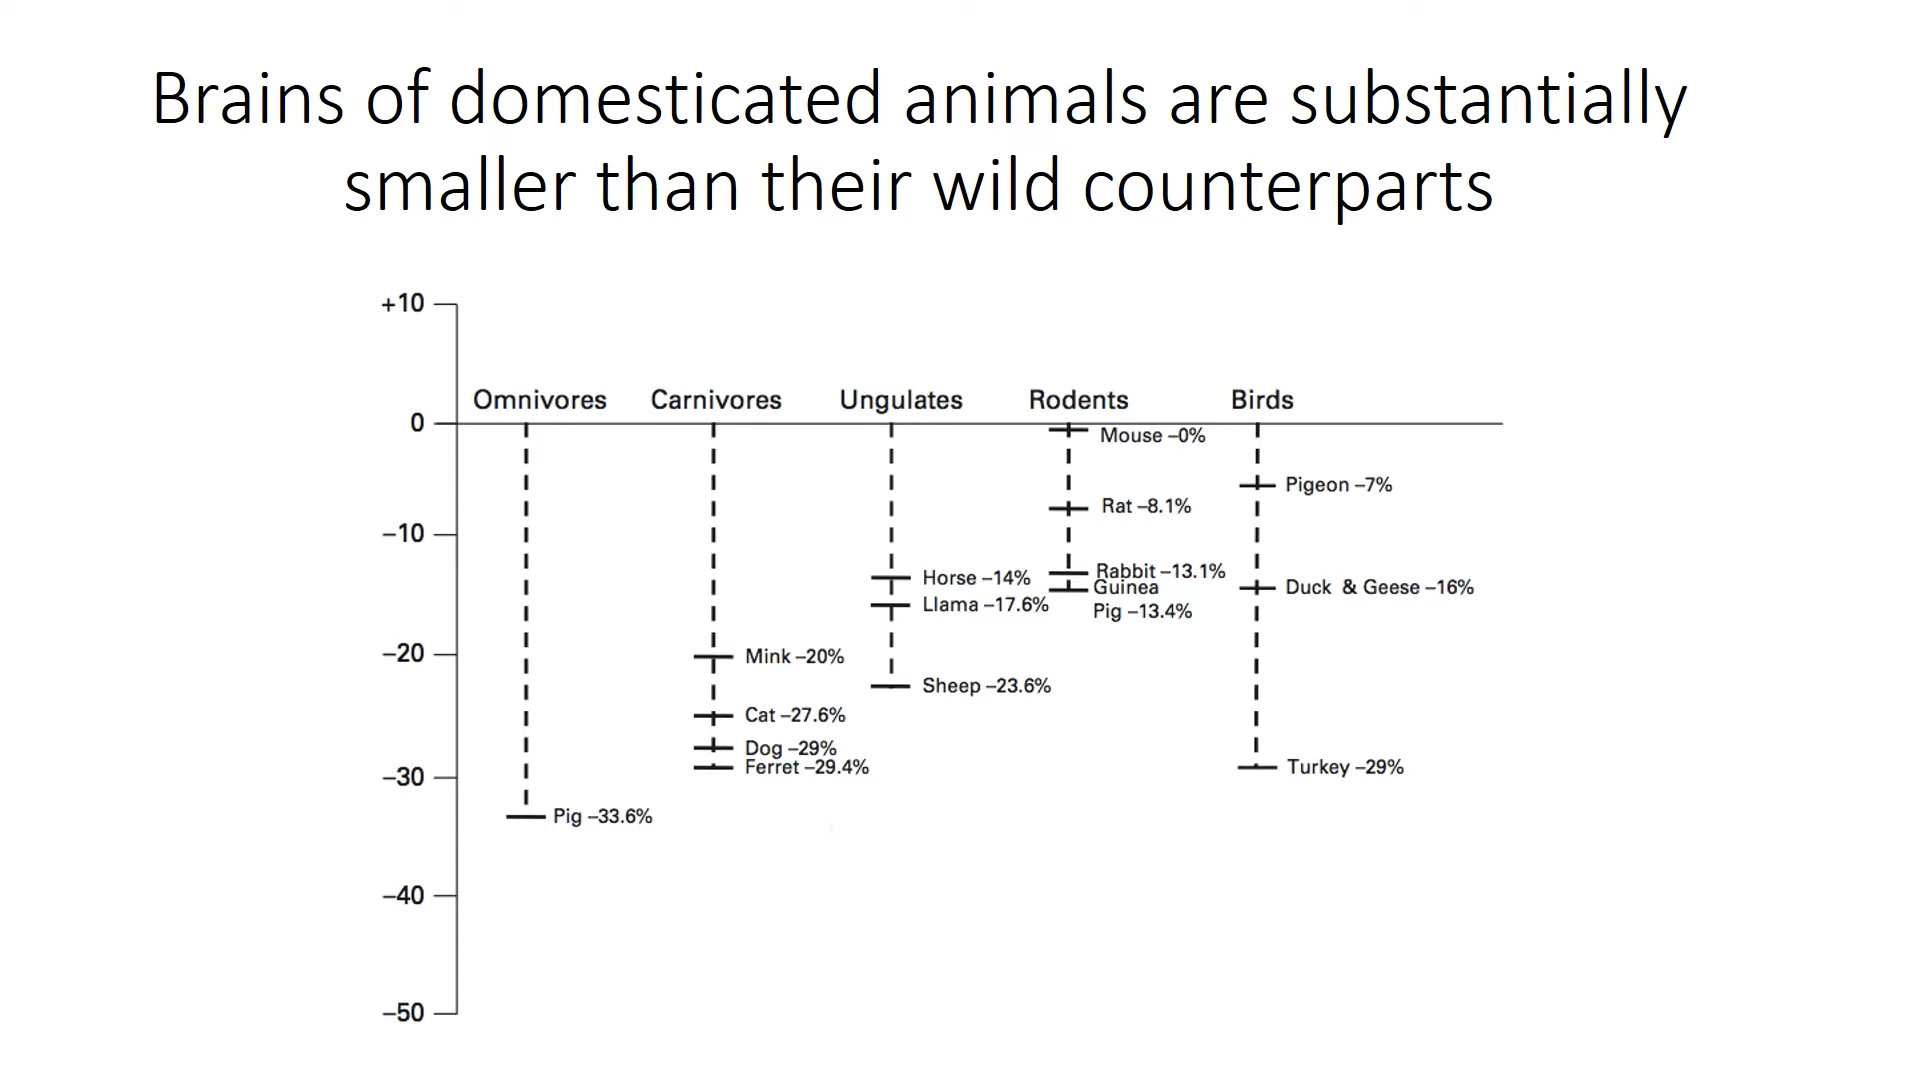 Brains of domesticated animals are substantially
smaller than their wild counterparts
+10
Omnivores Carnivores Ungulates Rodents Birds
0
Mouse –0%
Pigeon –7%
Rat –8.1%
–10
Rabbit –13.1%
Horse –14%
Guinea
Pig –13.4%
Duck & Geese –16%
Llama –17.6%
–20
Mink –20%
Sheep –23.6%
Cat –27.6%
Dog –29%
Ferret –29.4%
Turkey –29%
–30
Pig –33.6%
–40
–50